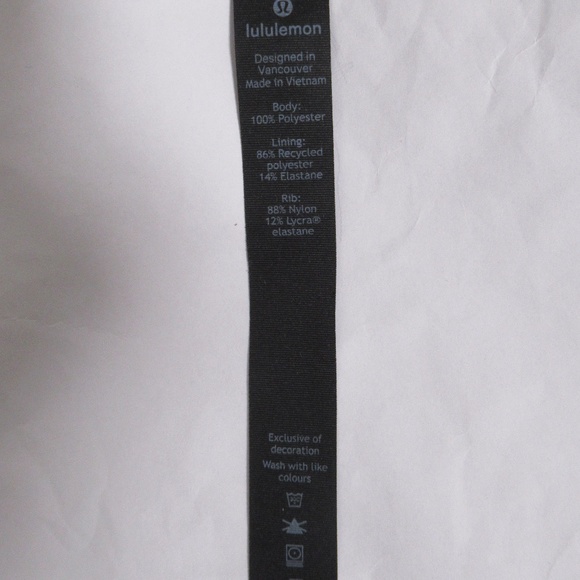 lululemon
Designed in
Vancouver
Made in Vietnam
Body:
100% Polyester
Lining:
86% Recycled
polyester
14% Elastane
Rib:
88% Nylon
12% Lycra®
elastane
Exclusive of
decoration
Wash with like
colours